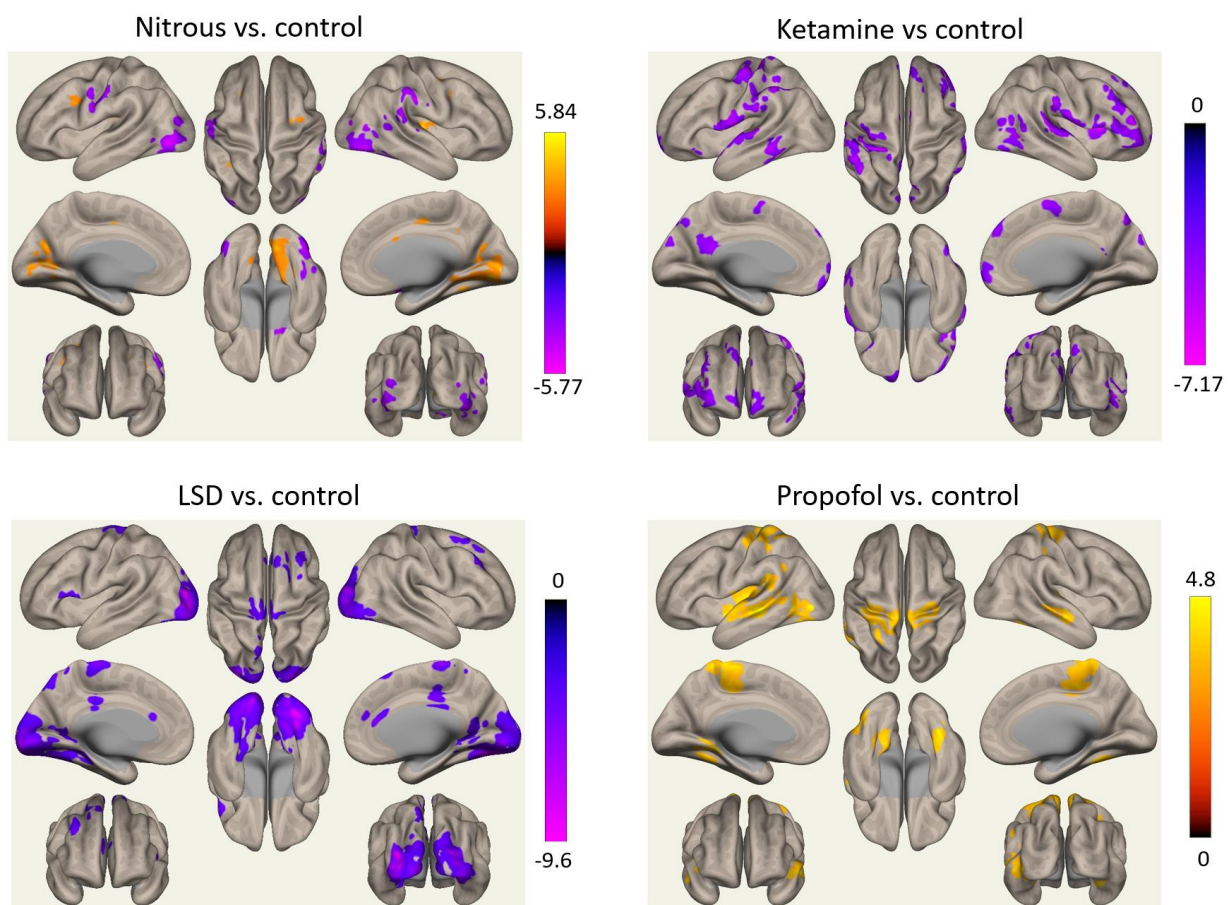 Nitrous vs. control
5.84
-5.77
Ketamine vs control
0
-7.17
LSD vs. control
0
-9.6
Propofol vs. control
4.8
0